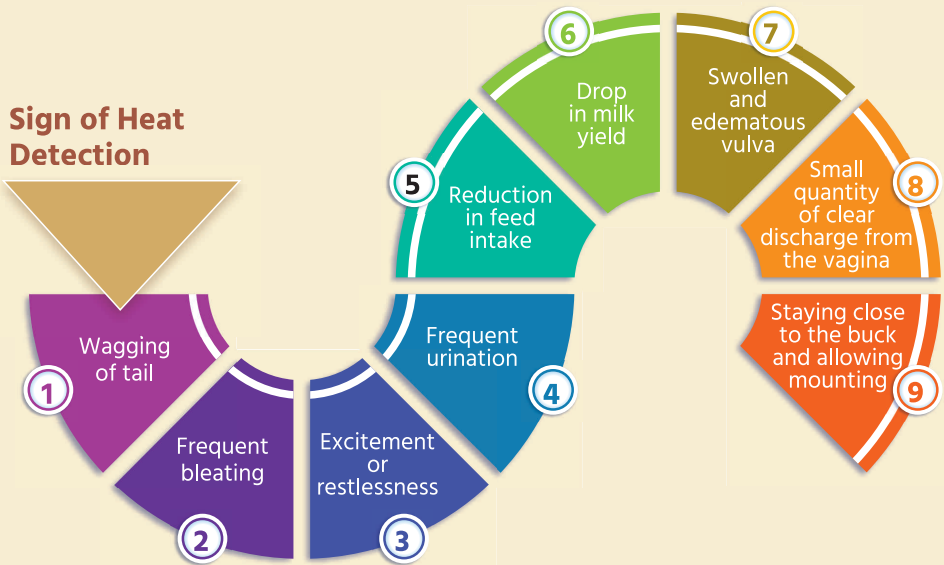 Sign of Heat
Detection
1
Wagging
of tail
2
Frequent
bleating
3
Excitement
or
restlessness
4
Frequent
urination
5
Reduction
in feed
intake
6
Drop
in milk
yield
7
Swollen
and
edematous
vulva
8
Small
quantity
of clear
discharge from
the vagina
9
Staying close
to the buck
and allowing
mounting